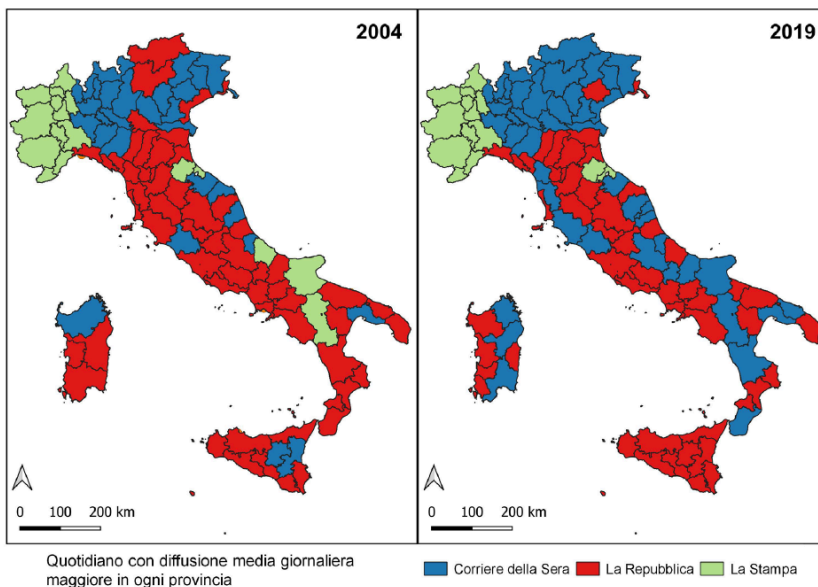 2004
2019
0 100 200 km
0 100 200 km
Quotidiano con diffusione media giornaliera
maggiore in ogni provincia
Corriere della Sera La Repubblica La Stampa